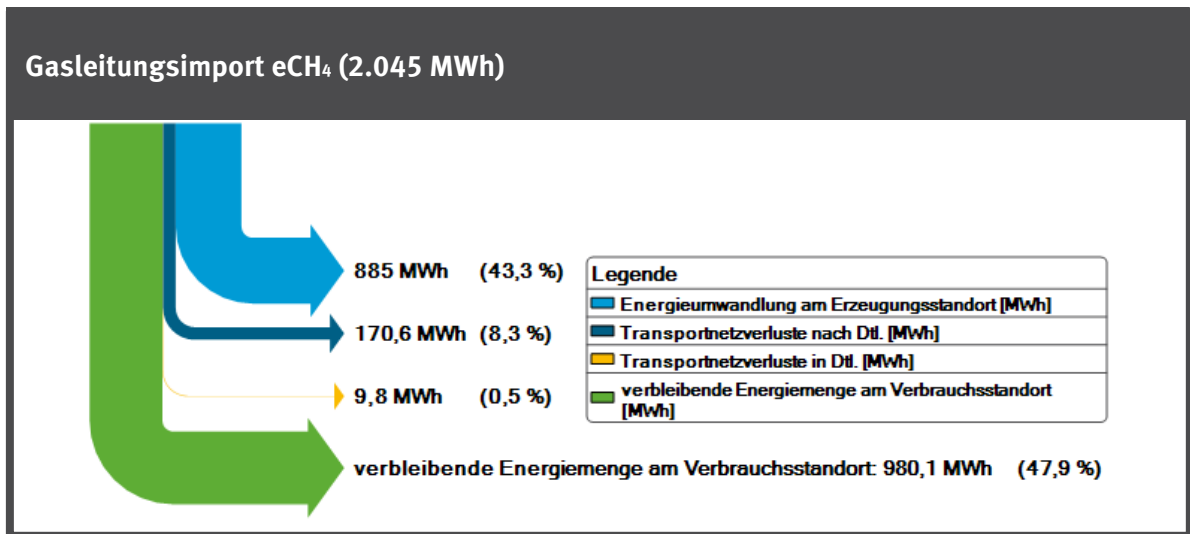 Gasleitungsimport eCH₄ (2.045 MWh)
885 MWh (43,3 %)
170,6 MWh (8,3 %)
9,8 MWh (0,5 %)
Legende
Energieumwandlung am Erzeugungsstandort [MWh]
Transportnetzverluste nach Dtl. [MWh]
Transportnetzverluste in Dtl. [MWh]
verbleibende Energiemenge am Verbrauchsstandort
[MWh]
verbleibende Energiemenge am Verbrauchsstandort: 980,1 MWh (47,9 %)